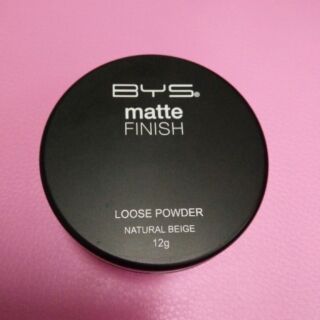 BYS®
matte
FINISH
LOOSE POWDER
NATURAL BEIGE
12g